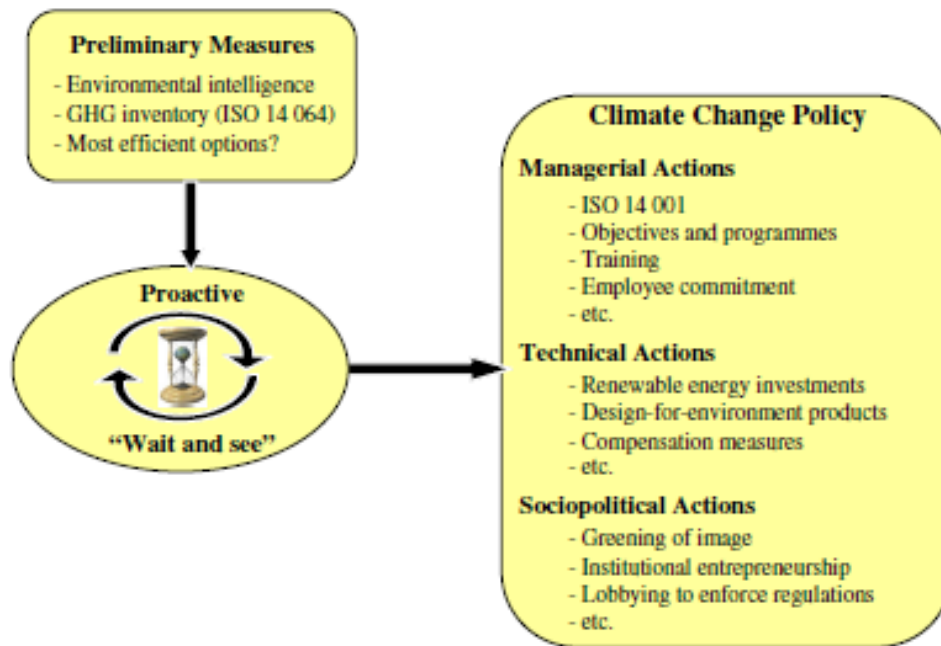 Preliminary Measures
- Environmental intelligence
- GHG inventory (ISO 14 064)
- Most efficient options?
Proactive
“Wait and see”
Climate Change Policy
Managerial Actions
- ISO 14 001
- Objectives and programmes
- Training
- Employee commitment
- etc.
Technical Actions
- Renewable energy investments
- Design-for-environment products
- Compensation measures
- etc.
Sociopolitical Actions
- Greening of image
- Institutional entrepreneurship
- Lobbying to enforce regulations
- etc.